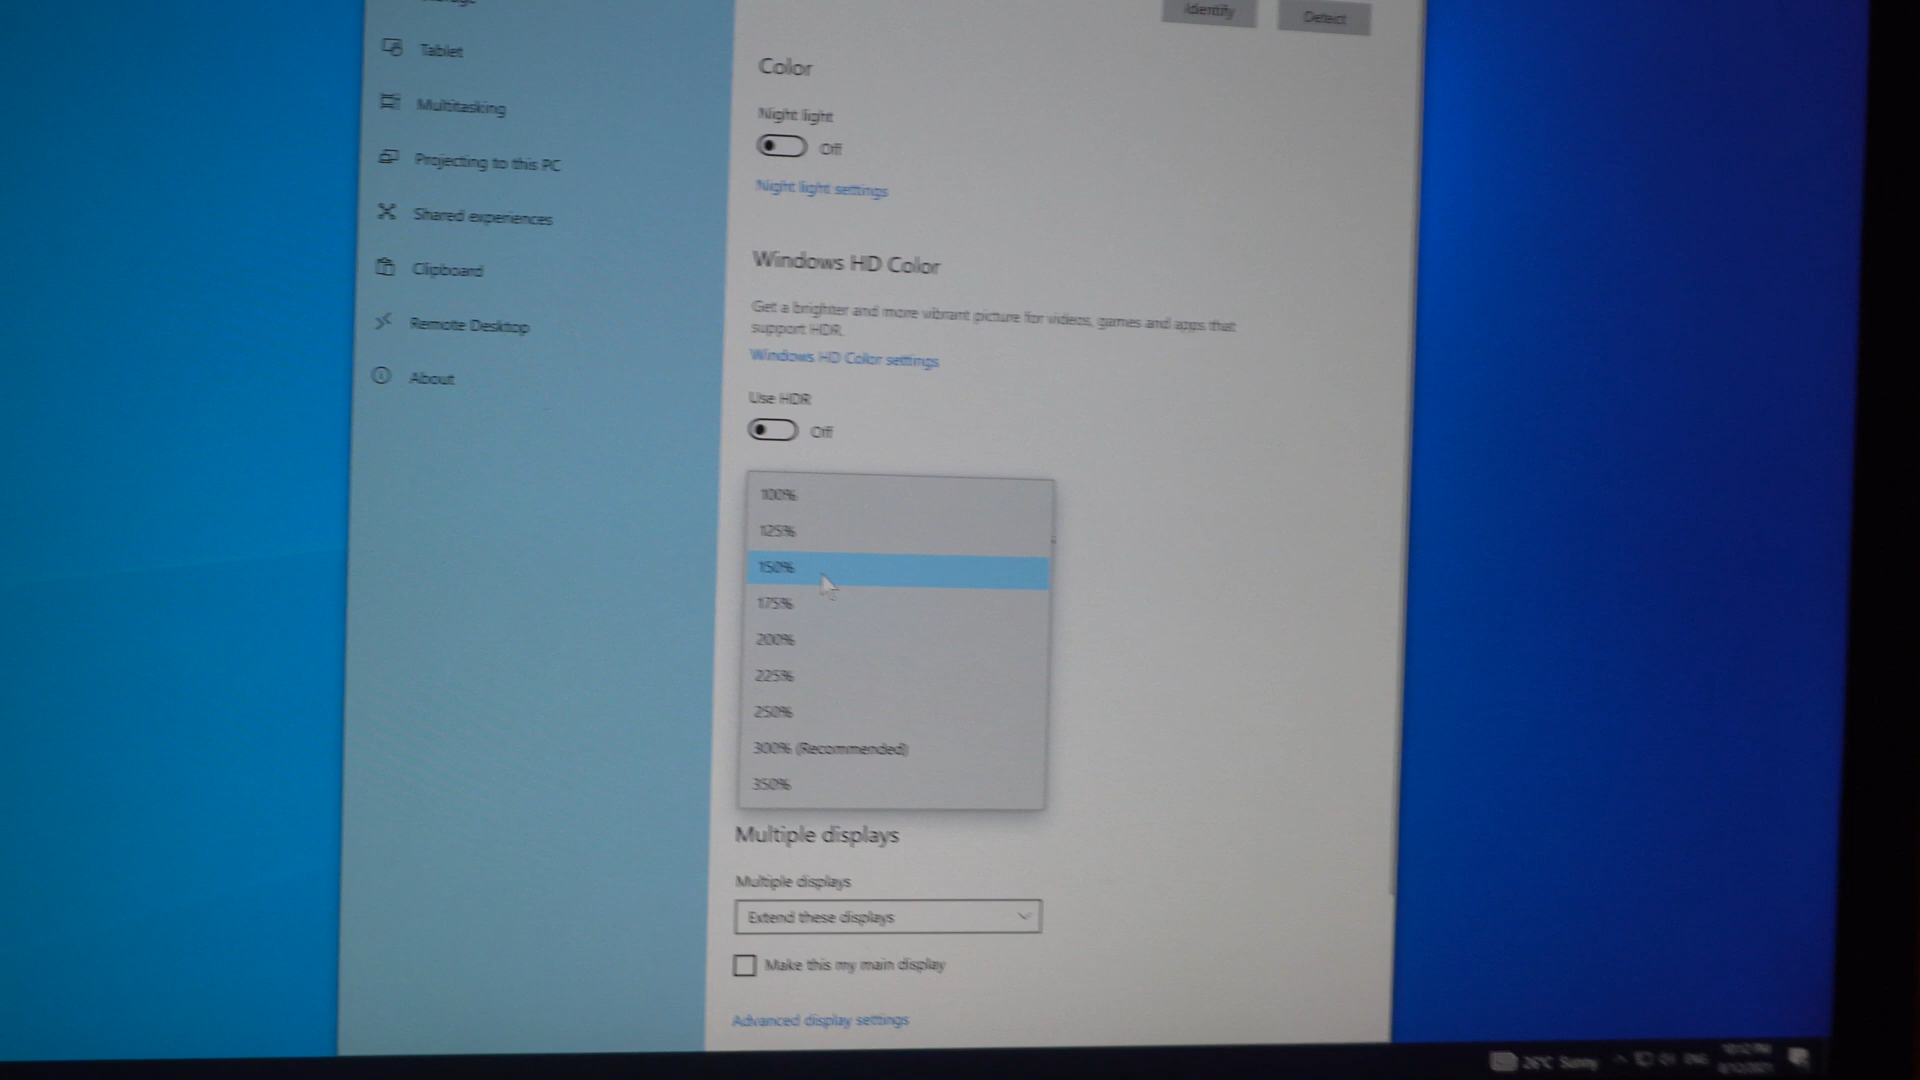 Tablet
Multitasking
Projecting to this PC
Shared experiences
Clipboard
Remote Desktop
About
Identify
Detect
Color
Night light
Off
Night light settings
Windows HD Color
Get a brighter and more vibrant picture for videos, games and apps that
support HDR.
Windows HD Color settings
Use HDR
Off
100%
125%
150%
175%
200%
225%
250%
300% (Recommended)
350%
Multiple displays
Multiple displays
Extend these displays
Make this my main display
Advanced display settings
26°C Sunny
ENG